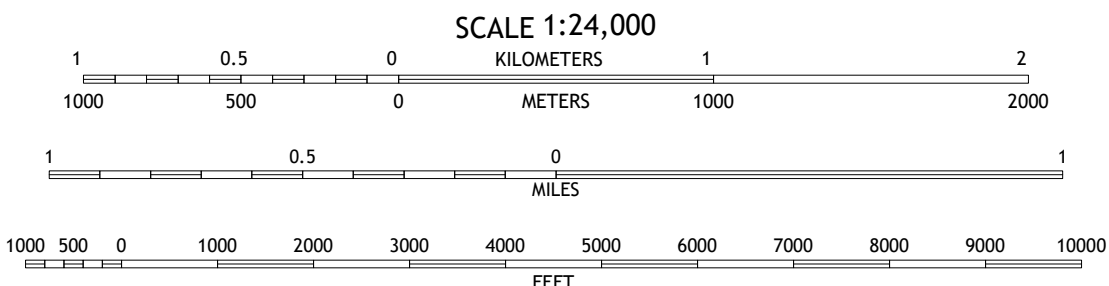 SCALE 1:24,000
1 0.5 0 KILOMETERS 1 2
1000 500 0 METERS 1000 2000
1 0.5 0 1
MILES
1000 500 0 1000 2000 3000 4000 5000 6000 7000 8000 9000 10000
FEET